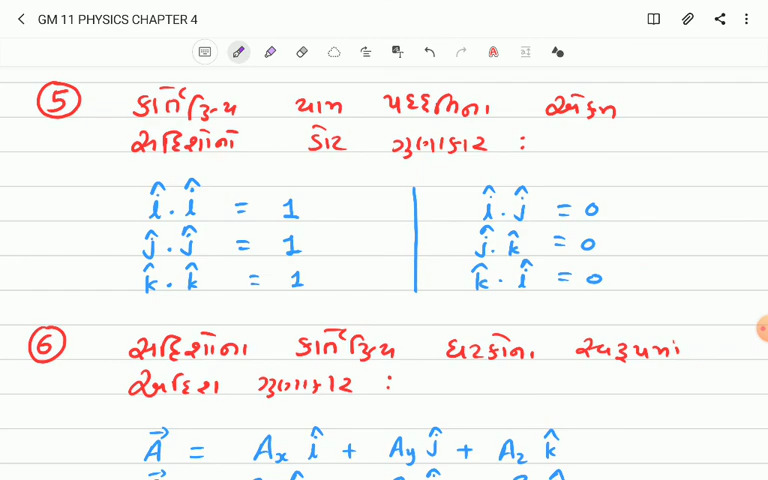 GM 11 PHYSICS CHAPTER 4
5 કાર્તેઝિય યામ પદ્ધતિના એકમ
સદિશોનો ડોટ ગુણાકાર :
î . î = 1 | î . ĵ = 0
ĵ . ĵ = 1 | ĵ . k̂ = 0
k̂ . k̂ = 1 | k̂ . î = 0
6 સદિશોના કાર્તેઝિય ઘટકોના સ્વરૂપમાં
અદિશ ગુણાકાર :
A⃗ = Ax î + Ay ĵ + Az k̂